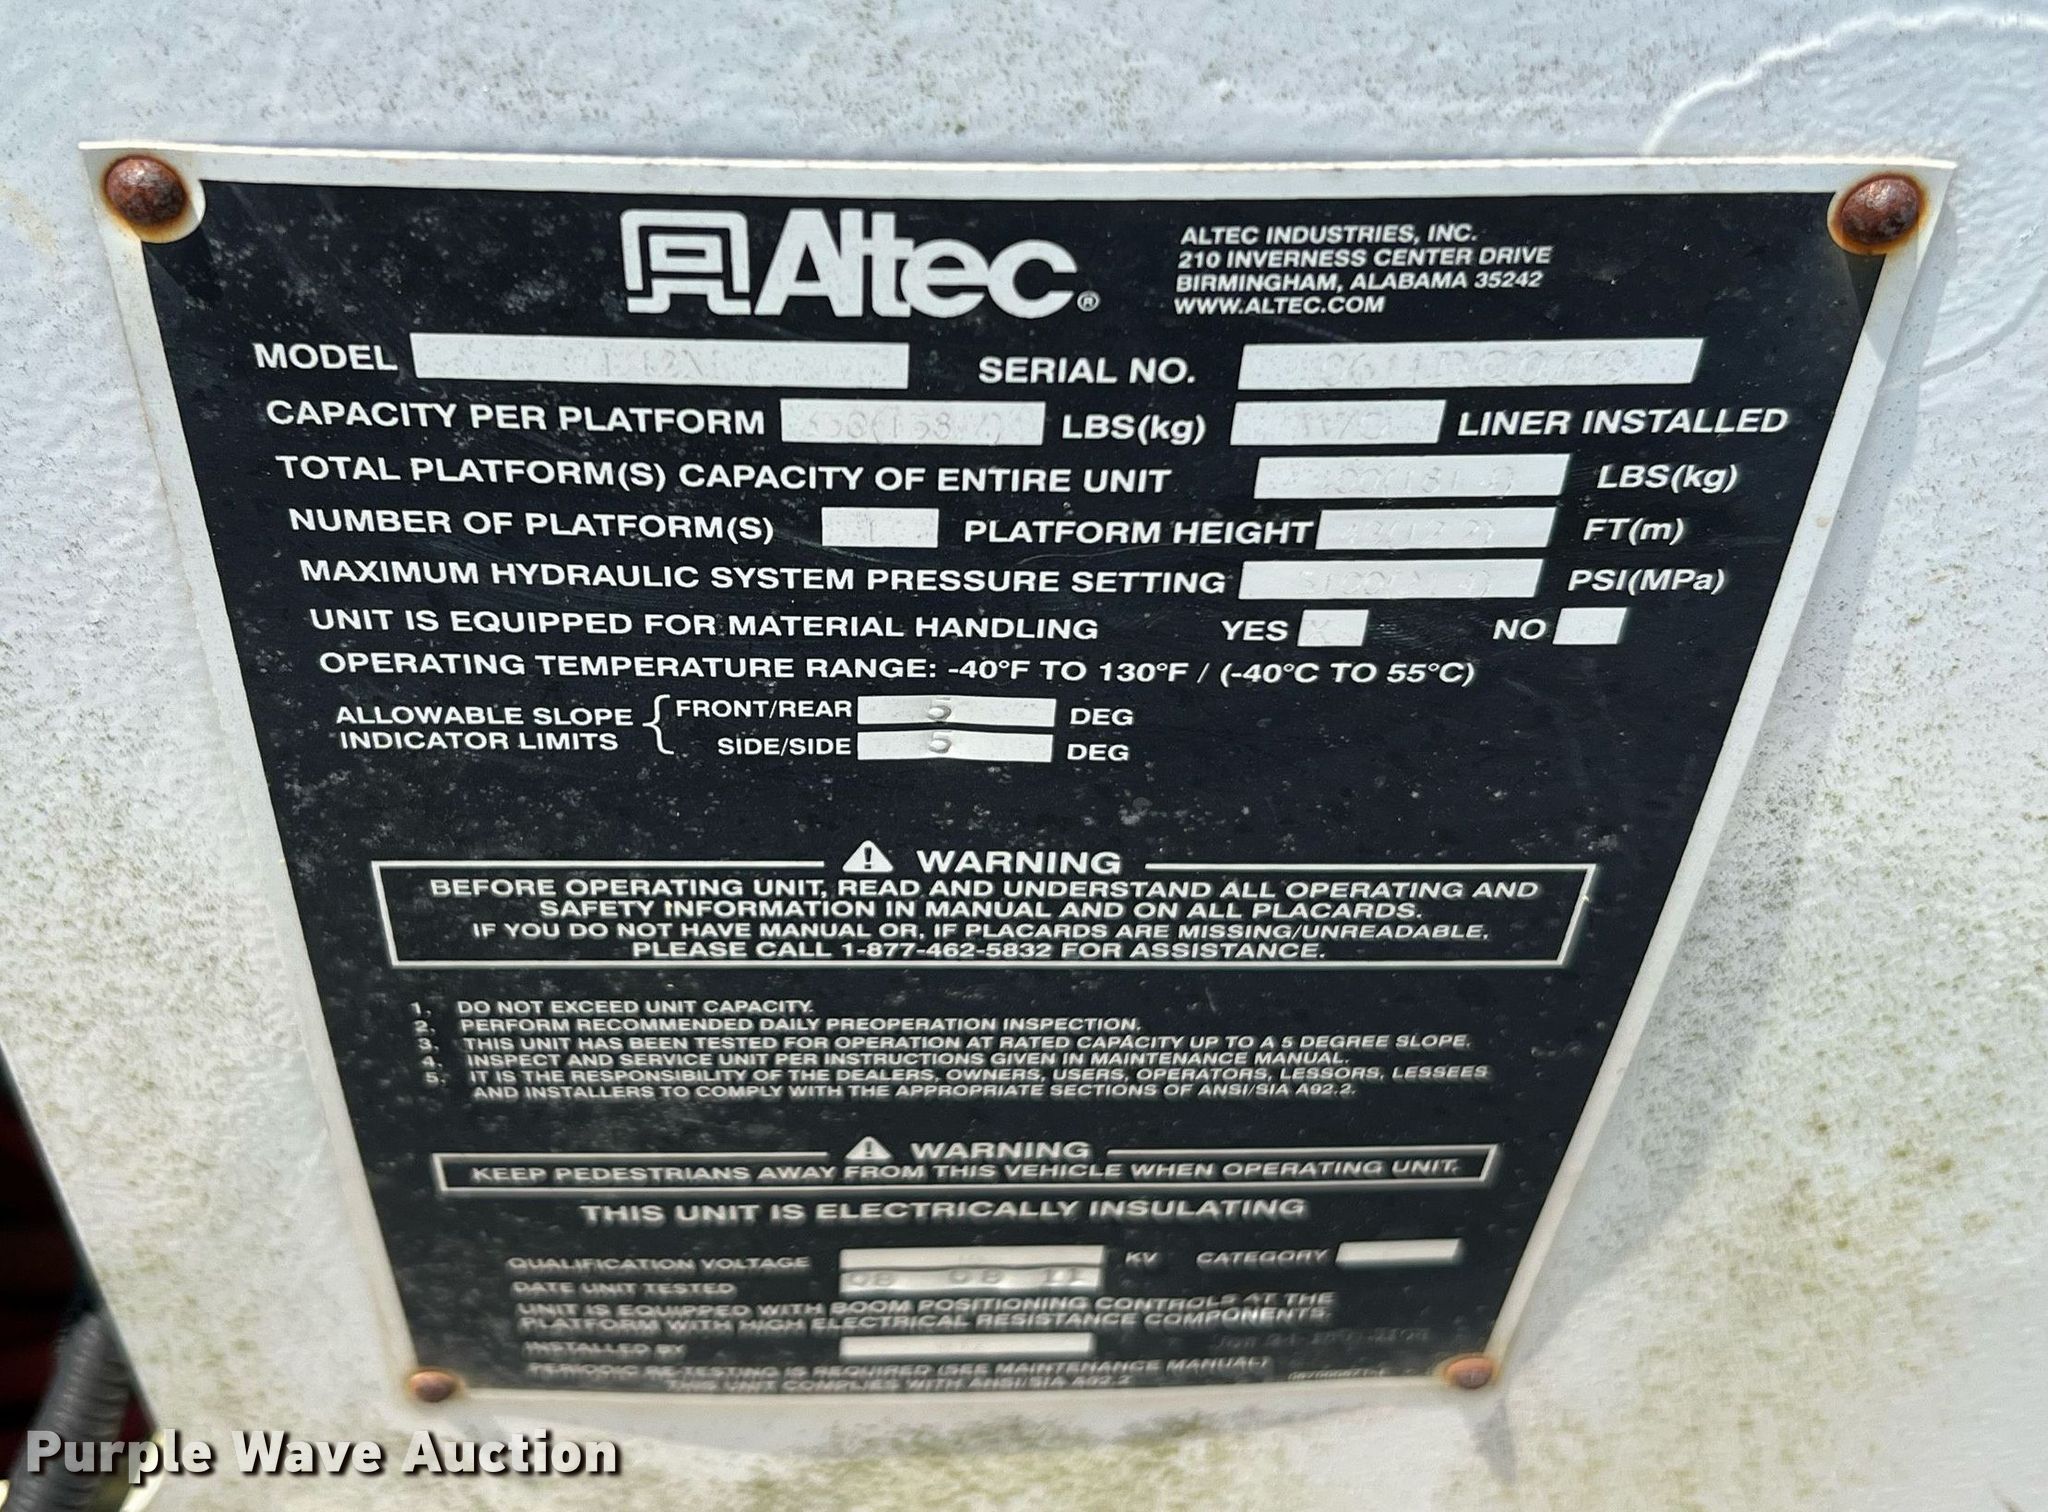 Altec®
ALTEC INDUSTRIES, INC.
210 INVERNESS CENTER DRIVE
BIRMINGHAM, ALABAMA 35242
WWW.ALTEC.COM
MODEL SERIAL NO.
CAPACITY PER PLATFORM LBS(kg) LINER INSTALLED
TOTAL PLATFORM(S) CAPACITY OF ENTIRE UNIT LBS(kg)
NUMBER OF PLATFORM(S) 1 PLATFORM HEIGHT FT(m)
MAXIMUM HYDRAULIC SYSTEM PRESSURE SETTING PSI(MPa)
UNIT IS EQUIPPED FOR MATERIAL HANDLING YES X NO
OPERATING TEMPERATURE RANGE: -40°F TO 130°F / (-40°C TO 55°C)
ALLOWABLE SLOPE INDICATOR LIMITS
FRONT/REAR 5 DEG
SIDE/SIDE 5 DEG
WARNING
BEFORE OPERATING UNIT, READ AND UNDERSTAND ALL OPERATING AND
SAFETY INFORMATION IN MANUAL AND ON ALL PLACARDS.
IF YOU DO NOT HAVE MANUAL OR, IF PLACARDS ARE MISSING/UNREADABLE,
PLEASE CALL 1-877-462-5832 FOR ASSISTANCE.
1. DO NOT EXCEED UNIT CAPACITY.
2. PERFORM RECOMMENDED DAILY PREOPERATION INSPECTION.
3. THIS UNIT HAS BEEN TESTED FOR OPERATION AT RATED CAPACITY UP TO A 5 DEGREE SLOPE.
4. INSPECT AND SERVICE UNIT PER INSTRUCTIONS GIVEN IN MAINTENANCE MANUAL.
5. IT IS THE RESPONSIBILITY OF THE DEALERS, OWNERS, USERS, OPERATORS, LESSORS, LESSEES
AND INSTALLERS TO COMPLY WITH THE APPROPRIATE SECTIONS OF ANSI/SIA A92.2.
WARNING
KEEP PEDESTRIANS AWAY FROM THIS VEHICLE WHEN OPERATING UNIT.
THIS UNIT IS ELECTRICALLY INSULATING
QUALIFICATION VOLTAGE KV CATEGORY
DATE UNIT TESTED 08 08 11
UNIT IS EQUIPPED WITH BOOM POSITIONING CONTROLS AT THE
PLATFORM WITH HIGH ELECTRICAL RESISTANCE COMPONENTS.
INSTALLED BY
PERIODIC RE-TESTING IS REQUIRED (SEE MAINTENANCE MANUAL)
THIS UNIT COMPLIES WITH ANSI/SIA A92.2
Purple Wave Auction